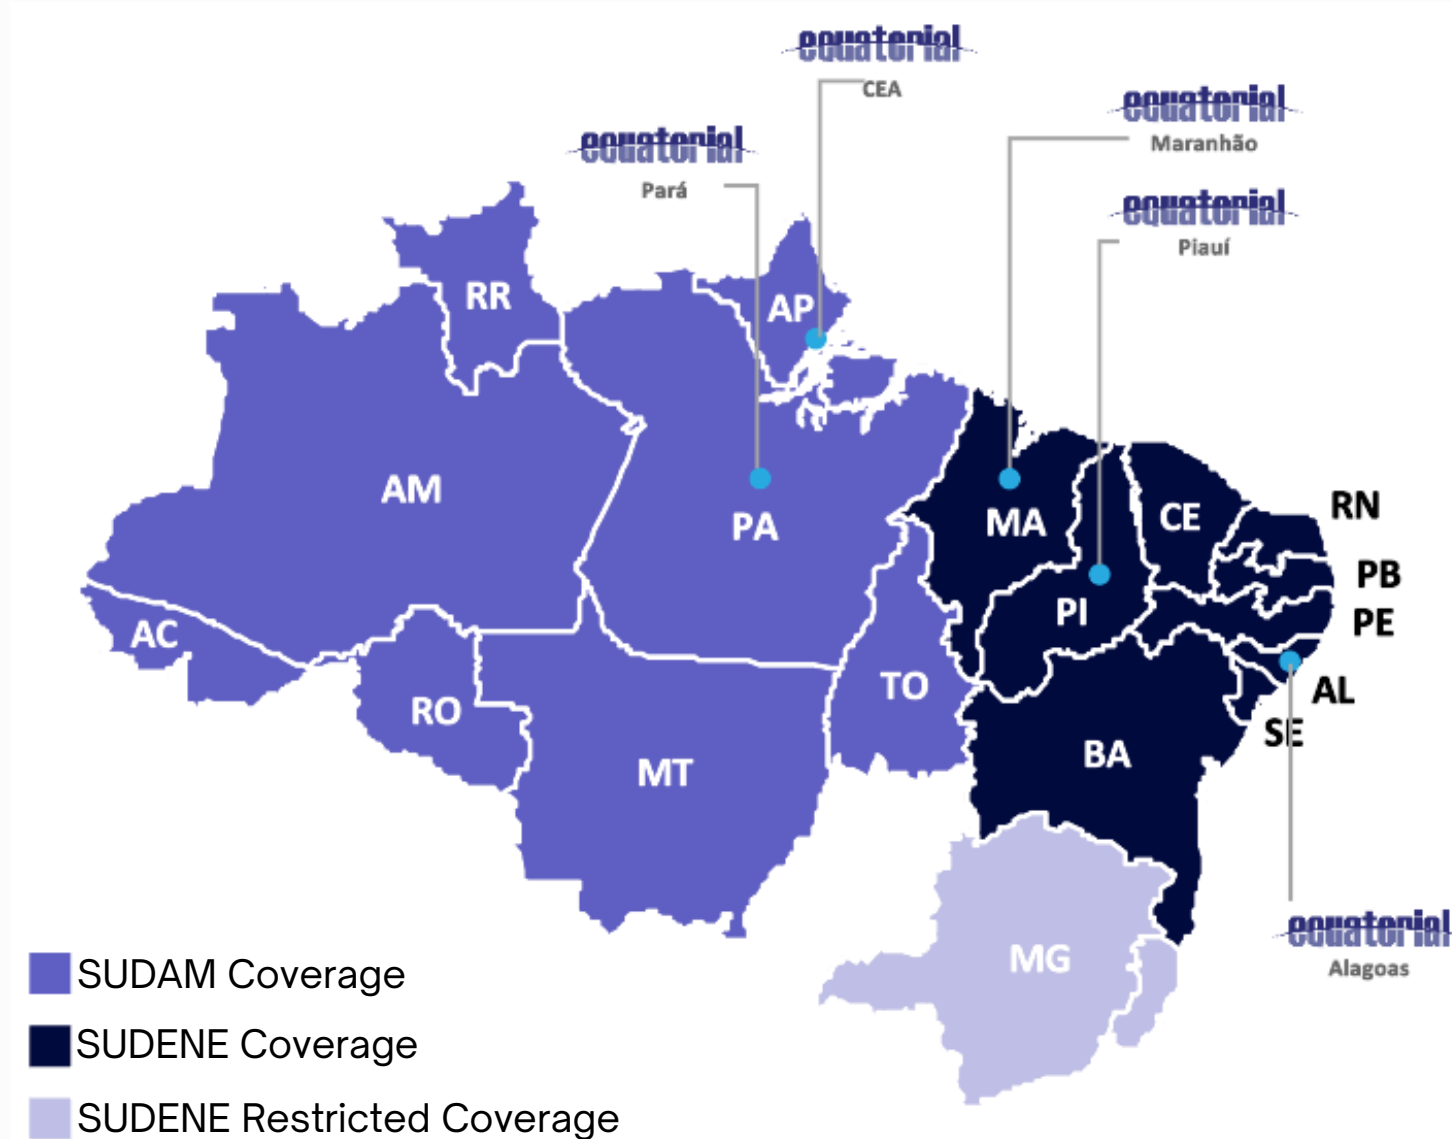 equatorial
CEA
equatorial
Maranhão
equatorial
Pará
equatorial
Piauí
RR
AP
AM
PA
MA
CE
RN
PB
PE
PI
AC
TO
RO
AL
SE
BA
MT
MG
equatorial
Alagoas
SUDAM Coverage
SUDENE Coverage
SUDENE Restricted Coverage